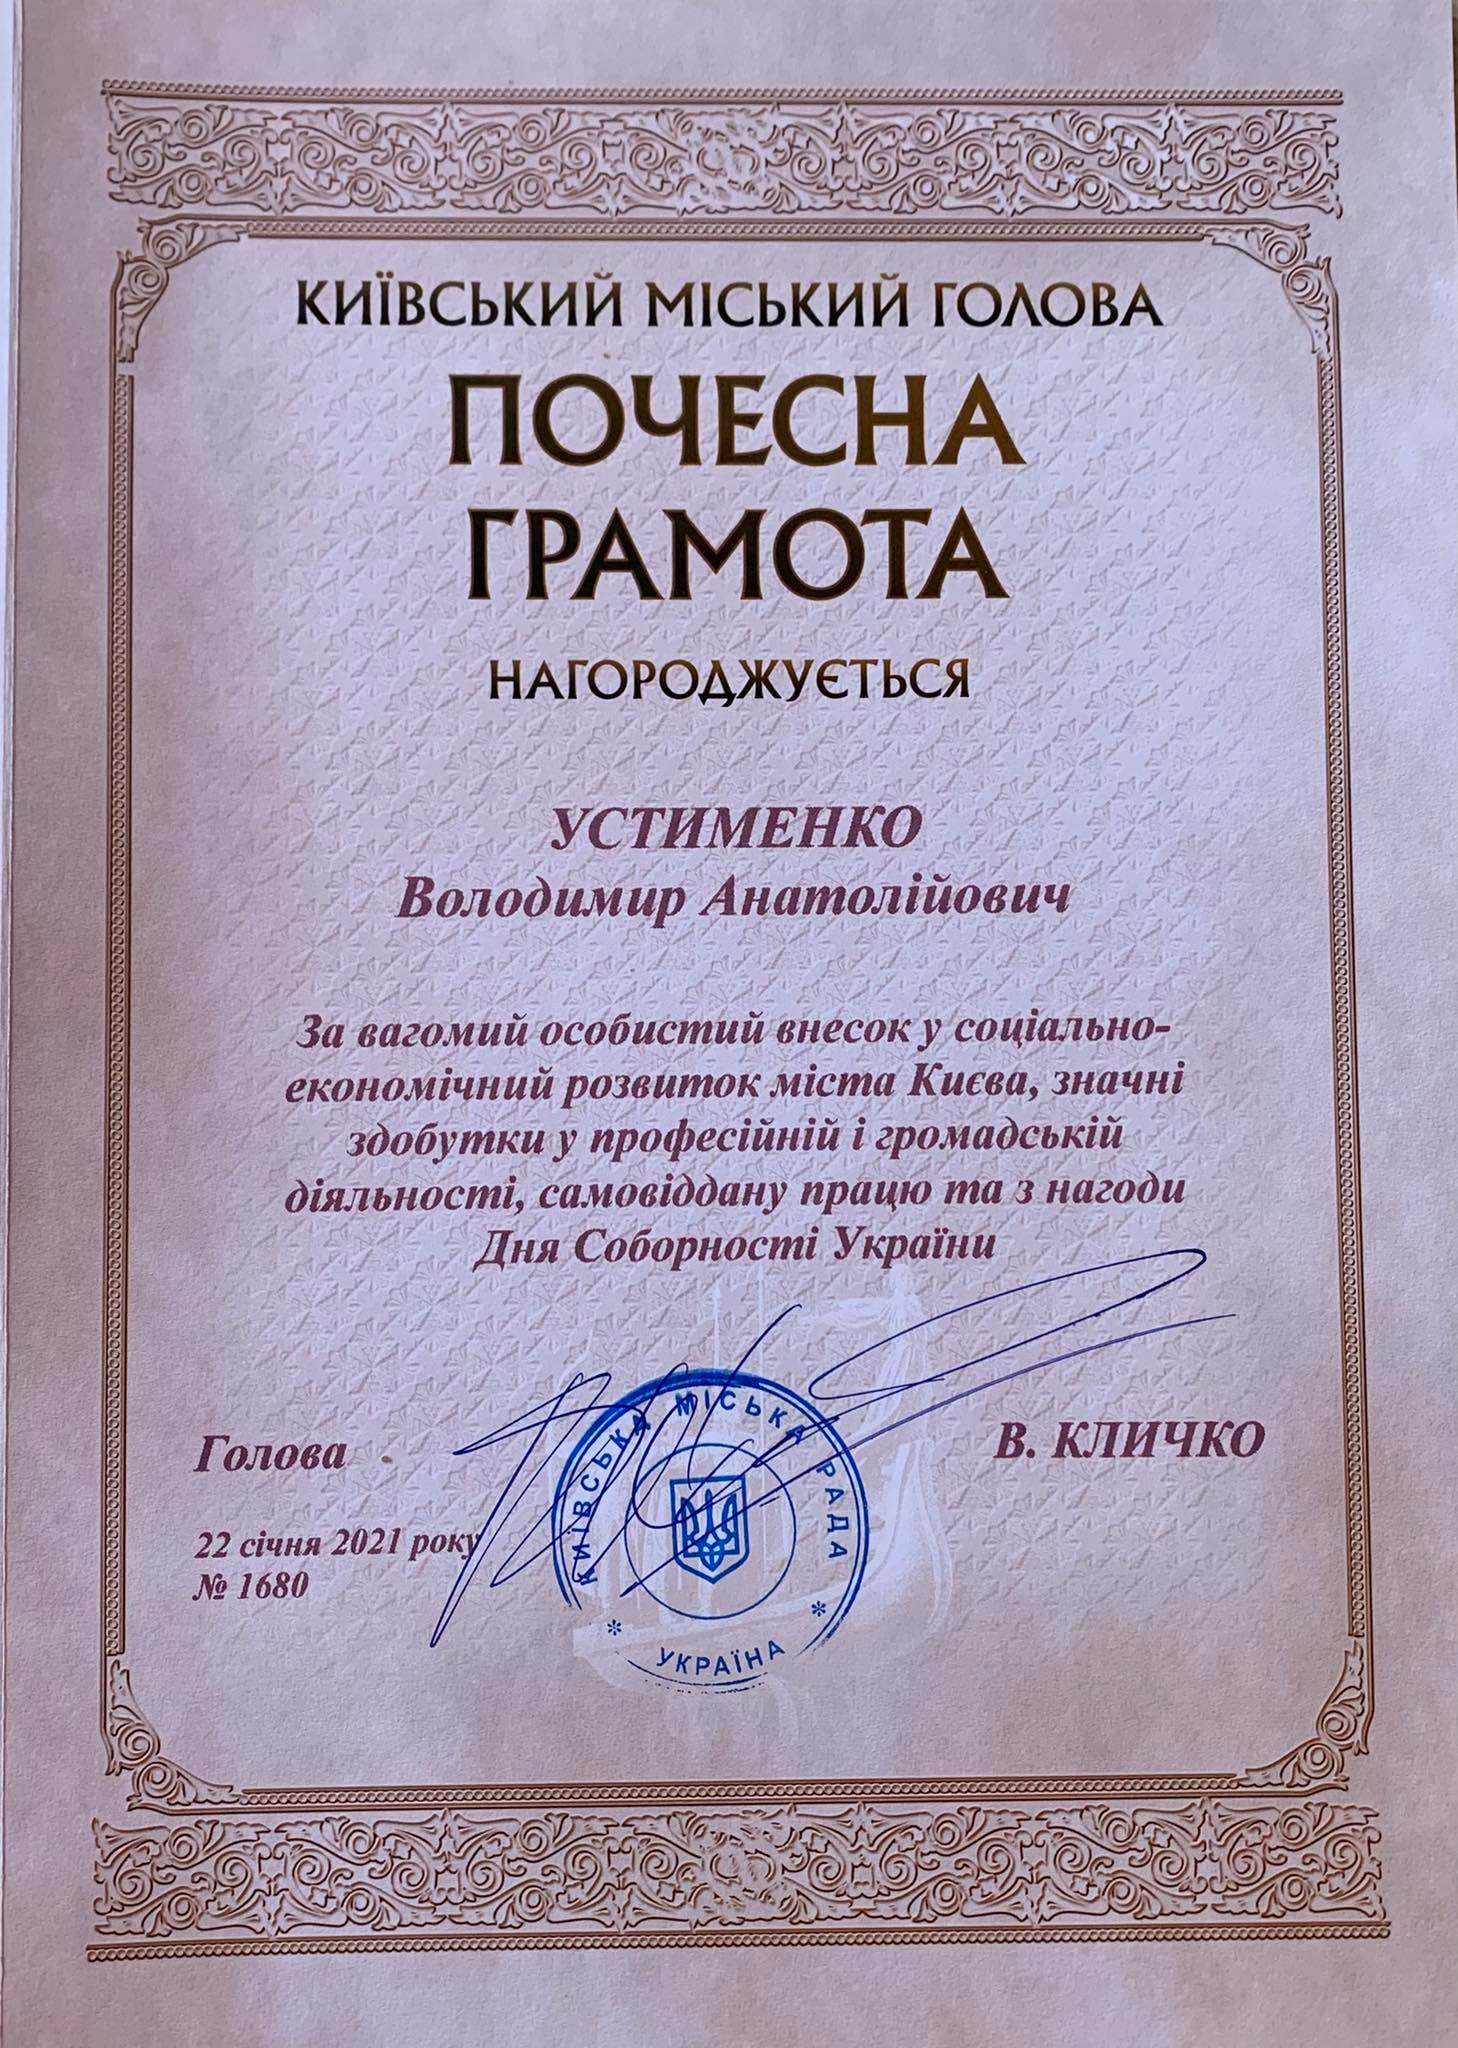 КИЇВСЬКИЙ МІСЬКИЙ ГОЛОВА
ПОЧЕСНА
ГРАМОТА
НАГОРОДЖУЄТЬСЯ
УСТИМЕНКО
Володимир Анатолійович
За вагомий особистий внесок у соціально-
економічний розвиток міста Києва, значні
здобутки у професійній і громадській
діяльності, самовіддану працю та з нагоди
Дня Соборності України
Голова
В. КЛИЧКО
22 січня 2021 року
№ 1680
КИЇВСЬКА МІСЬКА РАДА
* УКРАЇНА *